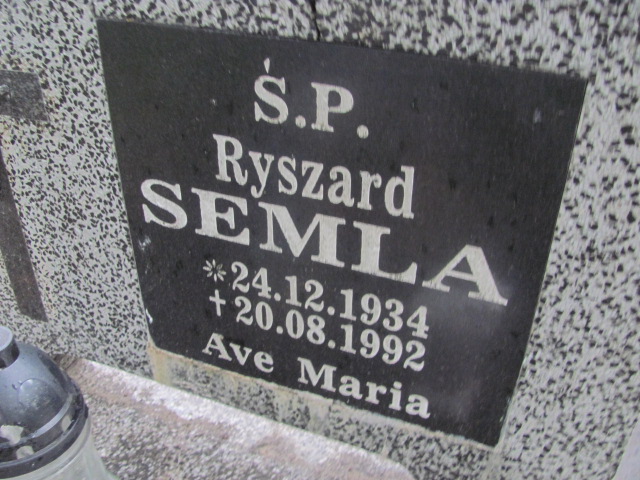 Ś.P.
Ryszard
SEMLA
* 24.12.1934
† 20.08.1992
Ave Maria